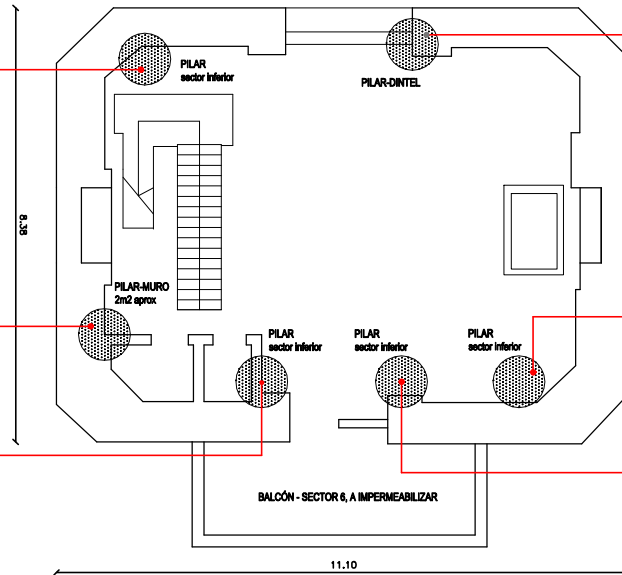 PILAR
sector inferior
PILAR-DINTEL
8.38
PILAR-MURO
2m2 aprox
PILAR
sector inferior
PILAR
sector inferior
PILAR
sector inferior
BALCÓN - SECTOR 6, A IMPERMEABILIZAR
11.10